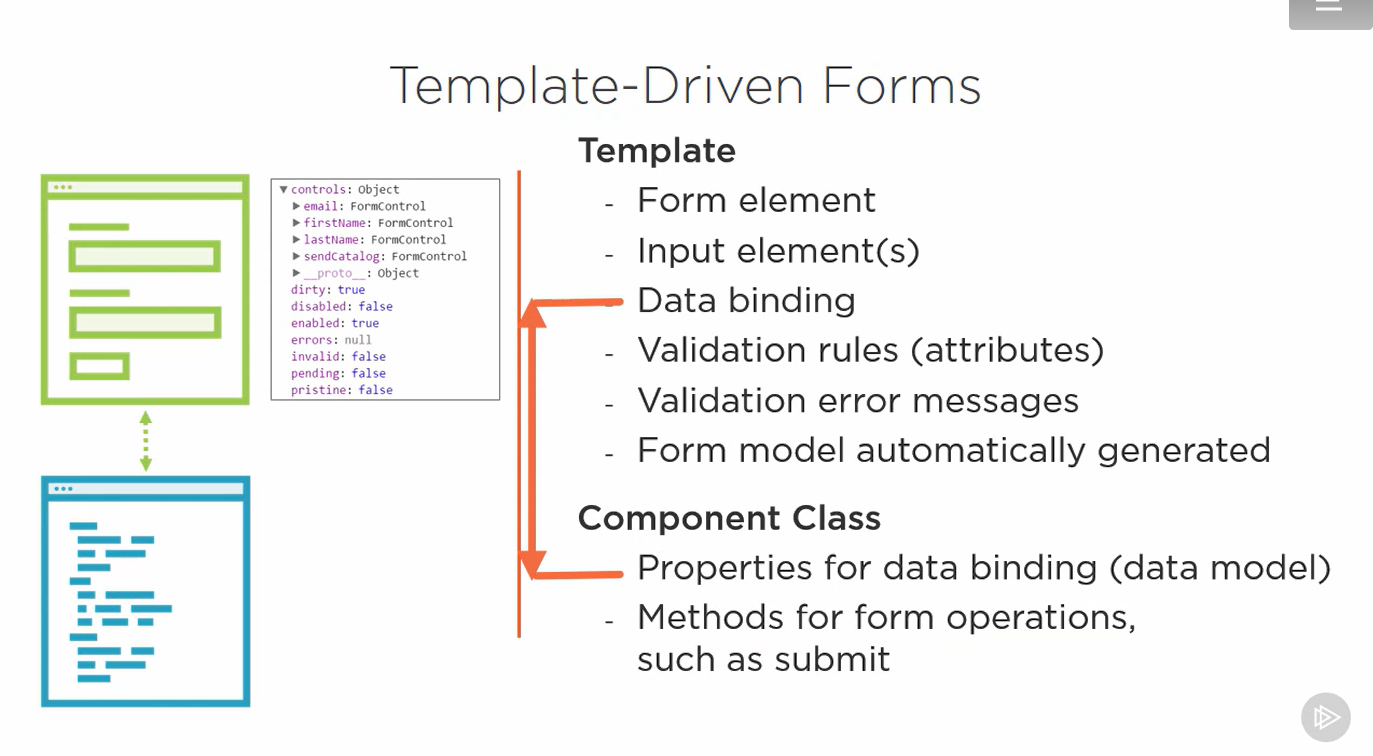 Template-Driven Forms
Template
- Form element
- Input element(s)
- Data binding
- Validation rules (attributes)
- Validation error messages
- Form model automatically generated
Component Class
Properties for data binding (data model)
- Methods for form operations,
such as submit
▼controls: Object
▶email: FormControl
▶firstName: FormControl
▶lastName: FormControl
▶sendCatalog: FormControl
▶__proto__: Object
dirty: true
disabled: false
enabled: true
errors: null
invalid: false
pending: false
pristine: false